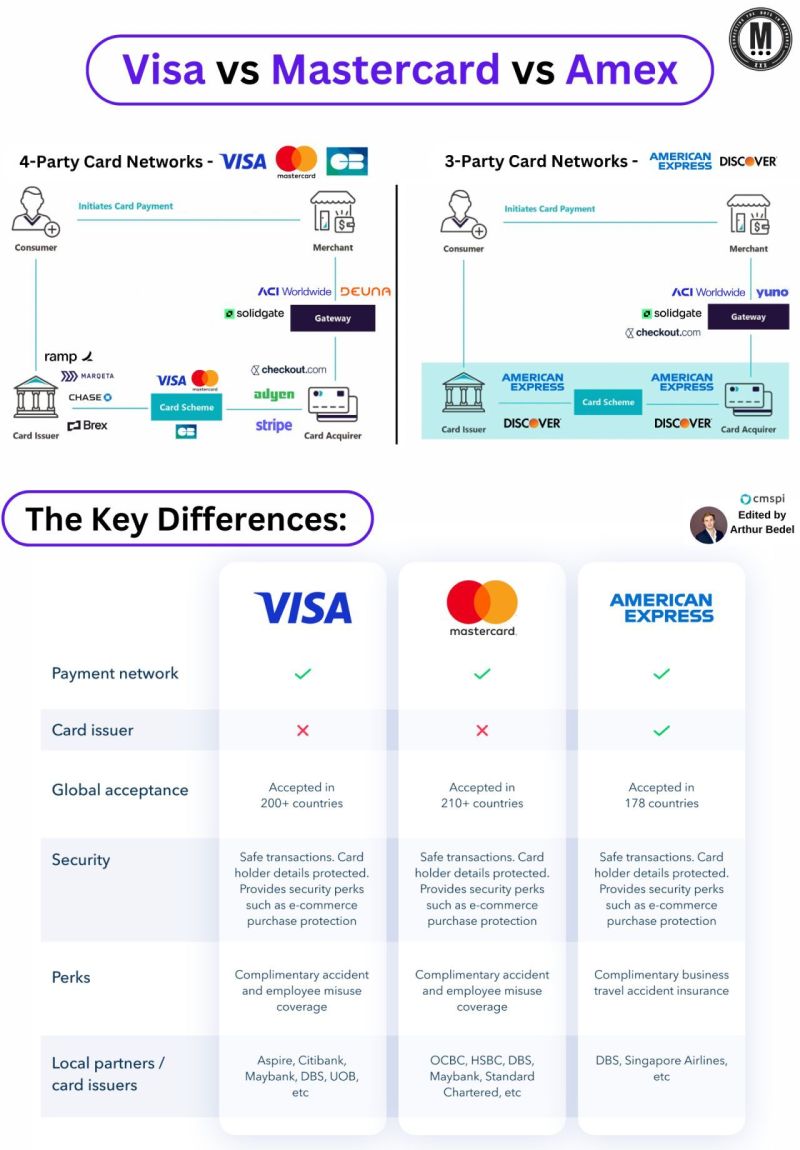 CONNECTING THE DOTS IN PAYMENTS
M
Visa vs Mastercard vs Amex
4-Party Card Networks - VISA mastercard CB
Initiates Card Payment
Consumer
Merchant
ACI Worldwide DEUNA
solidgate
Gateway
ramp
MARQETA
CHASE
Brex
Card Issuer
VISA
Card Scheme
CB
checkout.com
adyen
stripe
Card Acquirer
3-Party Card Networks - AMERICAN EXPRESS DISCOVER
Initiates Card Payment
Consumer
Merchant
ACI Worldwide yuno
solidgate
Gateway
checkout.com
AMERICAN EXPRESS
AMERICAN EXPRESS
Card Scheme
DISCOVER
DISCOVER
Card Issuer
Card Acquirer
The Key Differences:
cmspi
Edited by
Arthur Bedel
VISA
mastercard
AMERICAN
EXPRESS
Payment network
Card issuer
Global acceptance
Accepted in
200+ countries
Accepted in
210+ countries
Accepted in
178 countries
Security
Safe transactions. Card
holder details protected.
Provides security perks
such as e-commerce
purchase protection
Safe transactions. Card
holder details protected.
Provides security perks
such as e-commerce
purchase protection
Safe transactions. Card
holder details protected.
Provides security perks
such as e-commerce
purchase protection
Perks
Complimentary accident
and employee misuse
coverage
Complimentary accident
and employee misuse
coverage
Complimentary business
travel accident insurance
Local partners /
card issuers
Aspire, Citibank,
Maybank, DBS, UOB,
etc
OCBC, HSBC, DBS,
Maybank, Standard
Chartered, etc
DBS, Singapore Airlines,
etc